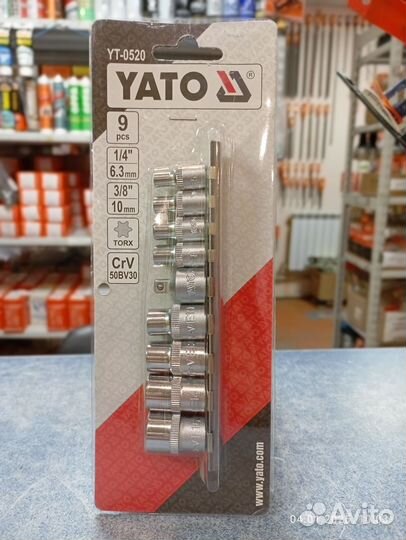 YT-0520
YATO ®
9
pcs
1/4"
6.3mm
3/8"
10mm
TORX
CrV
50BV30
www.yato.com
Avito